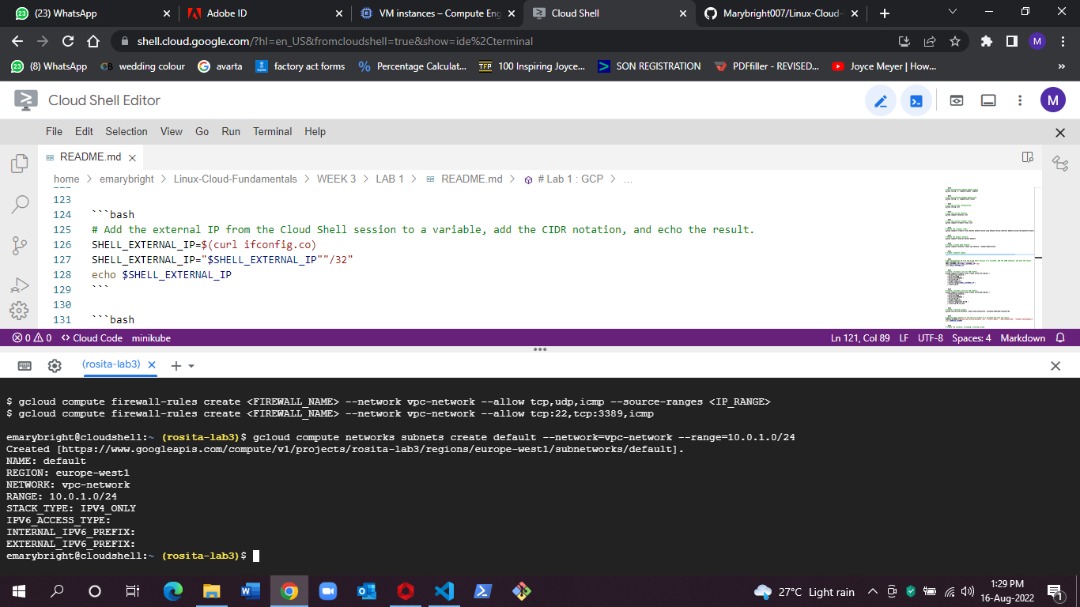 (23) WhatsApp
Adobe ID
VM instances – Compute Eng
Cloud Shell
Marybright007/Linux-Cloud-
shell.cloud.google.com/?hl=en_US&fromcloudshell=true&show=ide%2Cterminal
M
(8) WhatsApp
wedding colour
avarta
factory act forms
Percentage Calculat...
100 Inspiring Joyce...
SON REGISTRATION
PDFfiller - REVISED...
Joyce Meyer | How...
»
Cloud Shell Editor
M
File Edit Selection View Go Run Terminal Help
README.md
home > emarybright > Linux-Cloud-Fundamentals > WEEK 3 > LAB 1 > README.md > # Lab 1 : GCP > ...
123
124 ```bash
125 # Add the external IP from the Cloud Shell session to a variable, add the CIDR notation, and echo the result.
126 SHELL_EXTERNAL_IP=$(curl ifconfig.co)
127 SHELL_EXTERNAL_IP="$SHELL_EXTERNAL_IP""/32"
128 echo $SHELL_EXTERNAL_IP
129 ```
130
131 ```bash
0 0 <> Cloud Code minikube
Ln 121, Col 89 LF UTF-8 Spaces: 4 Markdown
(rosita-lab3)
$ gcloud compute firewall-rules create <FIREWALL_NAME> --network vpc-network --allow tcp,udp,icmp --source-ranges <IP_RANGE>
$ gcloud compute firewall-rules create <FIREWALL_NAME> --network vpc-network --allow tcp:22,tcp:3389,icmp
emarybright@cloudshell:~ (rosita-lab3)$ gcloud compute networks subnets create default --network=vpc-network --range=10.0.1.0/24
Created [https://www.googleapis.com/compute/v1/projects/rosita-lab3/regions/europe-west1/subnetworks/default].
NAME: default
REGION: europe-west1
NETWORK: vpc-network
RANGE: 10.0.1.0/24
STACK_TYPE: IPV4_ONLY
IPV6_ACCESS_TYPE:
INTERNAL_IPV6_PREFIX:
EXTERNAL_IPV6_PREFIX:
emarybright@cloudshell:~ (rosita-lab3)$
27°C Light rain
1:29 PM
16-Aug-2022
1